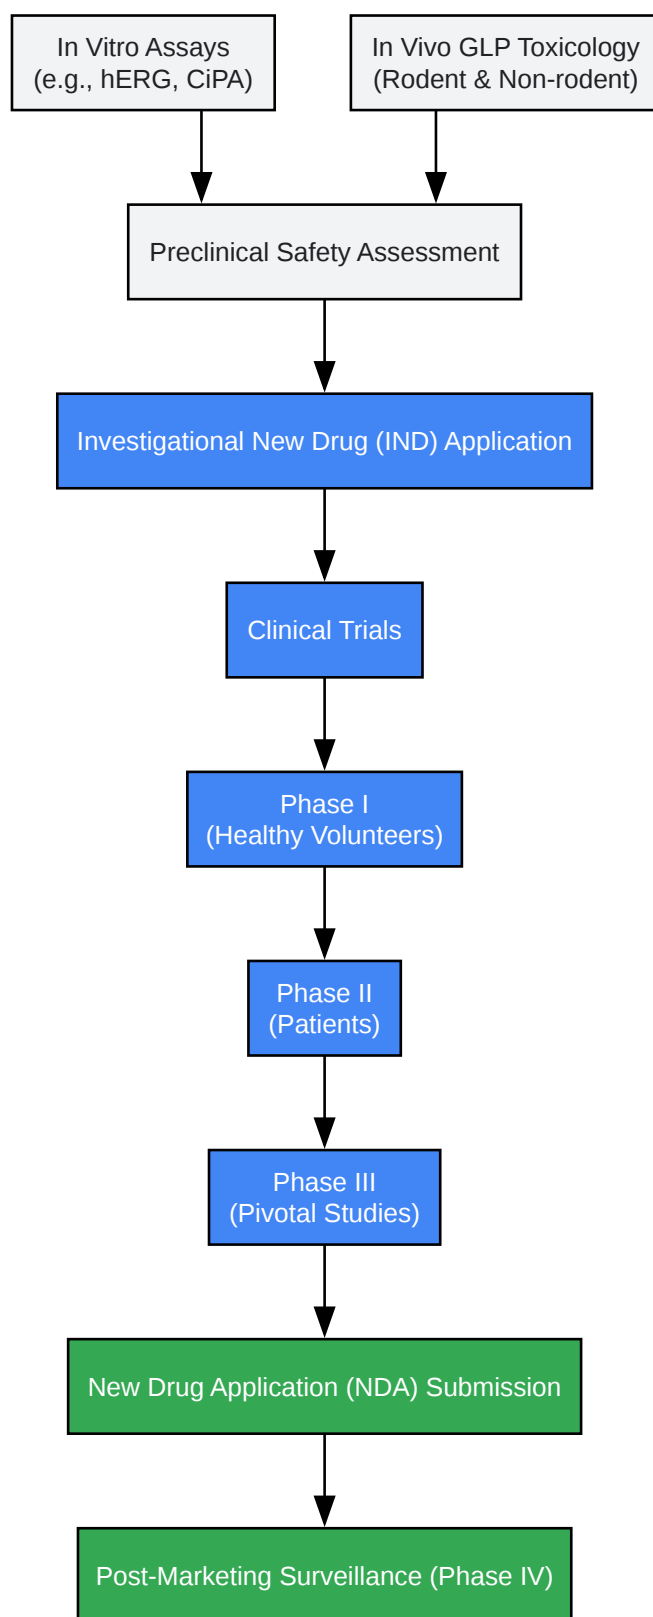 In Vitro Assays
(e.g., hERG, CiPA)
In Vivo GLP Toxicology
(Rodent & Non-rodent)
Preclinical Safety Assessment
Investigational New Drug (IND) Application
Clinical Trials
Phase I
(Healthy Volunteers)
Phase II
(Patients)
Phase III
(Pivotal Studies)
New Drug Application (NDA) Submission
Post-Marketing Surveillance (Phase IV)